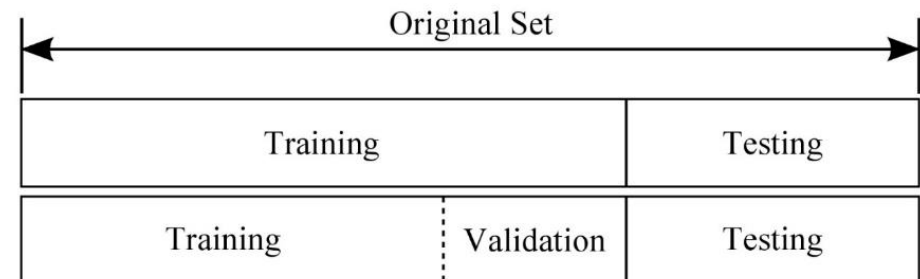 Original Set
Training Testing
Training Validation Testing